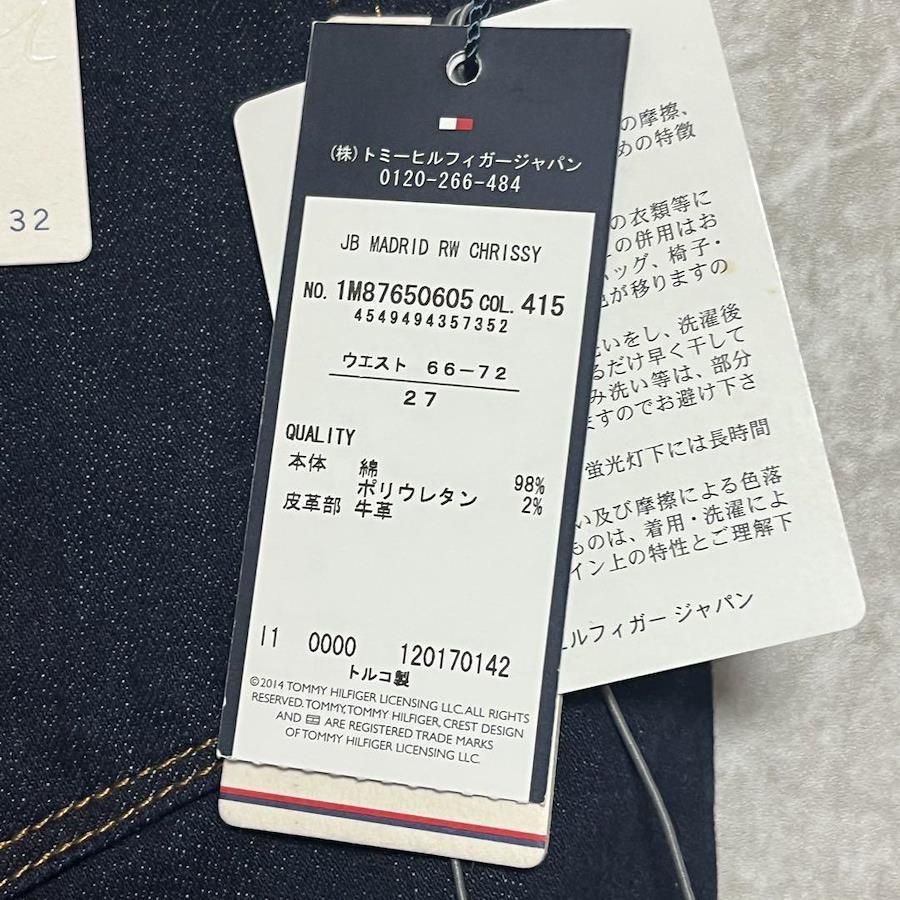 32
(株)トミーヒルフィガージャパン
0120-266-484
JB MADRID RW CHRISSY
NO. 1M87650605 COL. 415
4549494357352
ウエスト 66-72
27
QUALITY
本体 綿 98%
ポリウレタン 2%
皮革部 牛革
I1 0000 120170142
トルコ製
©2014 TOMMY HILFIGER LICENSING LLC. ALL RIGHTS
RESERVED. TOMMY, TOMMY HILFIGER, CREST DESIGN
AND ARE REGISTERED TRADE MARKS
OF TOMMY HILFIGER LICENSING LLC.
の摩擦、
めの特徴
の衣類等に
の併用はお
バッグ、椅子・
色が移りますの
洗いをし、洗濯後
るだけ早く干して
み洗い等は、部分
ますのでお避け下さ
蛍光灯下には長時間
い及び摩擦による色落
ものは、着用・洗濯によ
イン上の特性とご理解下
ヒルフィガー ジャパン